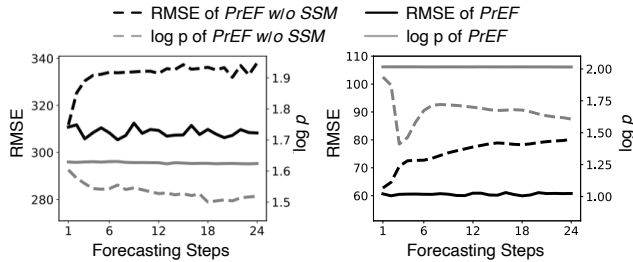 RMSE of PrEF w/o SSM RMSE of PrEF
log p of PrEF w/o SSM log p of PrEF
340
320
300
280
RMSE
1.9
1.8
1.7
1.6
1.5
log p
1 6 12 18 24
Forecasting Steps
110
100
90
80
70
60
RMSE
2.00
1.75
1.50
1.25
1.00
log p
1 6 12 18 24
Forecasting Steps